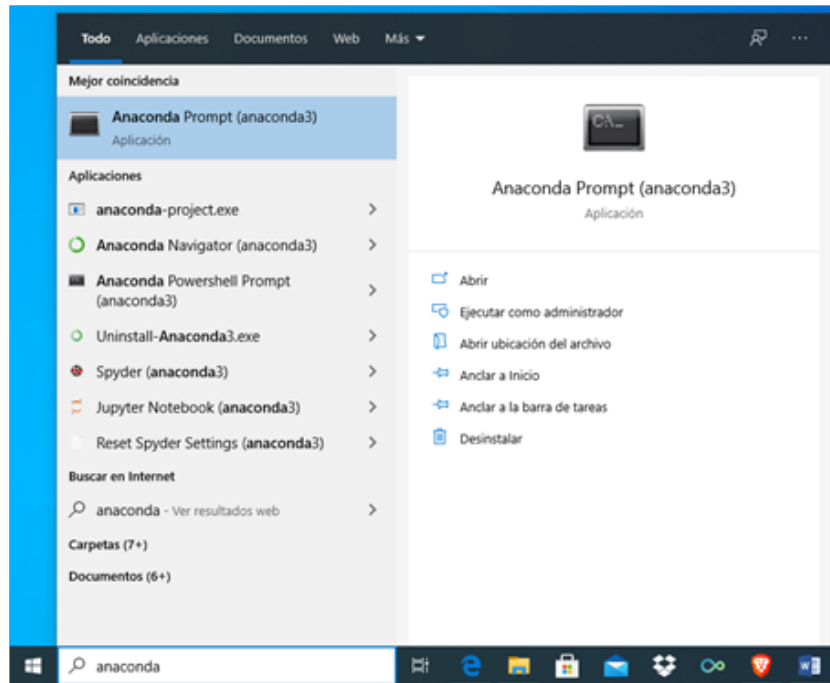 Todo Aplicaciones Documentos Web Más
Mejor coincidencia
Anaconda Prompt (anaconda3)
Aplicación
Aplicaciones
anaconda-project.exe
Anaconda Navigator (anaconda3)
Anaconda Powershell Prompt
(anaconda3)
Uninstall-Anaconda3.exe
Spyder (anaconda3)
Jupyter Notebook (anaconda3)
Reset Spyder Settings (anaconda3)
Buscar en Internet
anaconda - Ver resultados web
Carpetas (7+)
Documentos (6+)
anaconda
C:\_
Anaconda Prompt (anaconda3)
Aplicación
Abrir
Ejecutar como administrador
Abrir ubicación del archivo
Anclar a Inicio
Anclar a la barra de tareas
Desinstalar